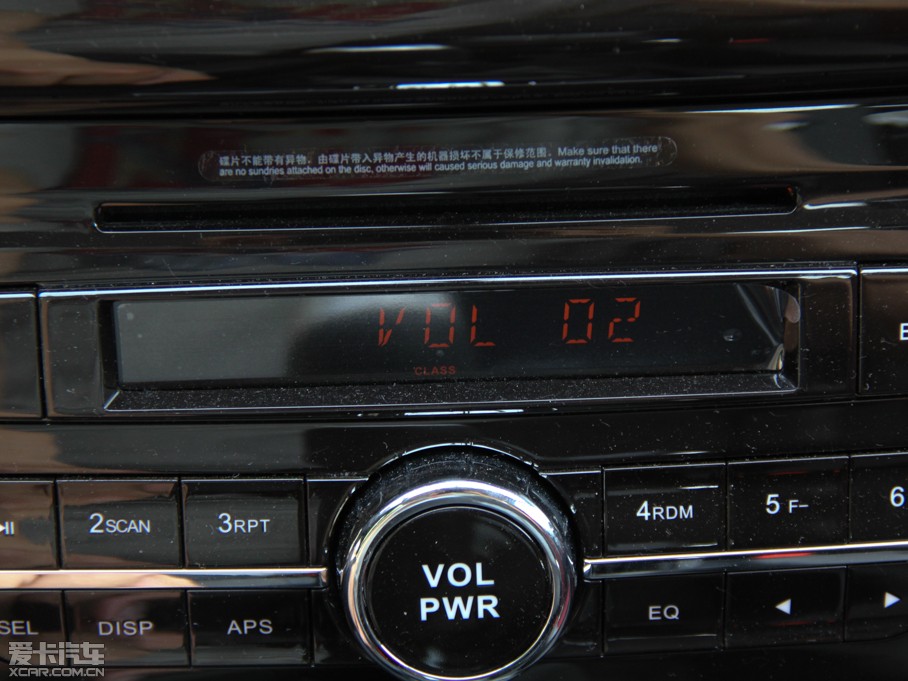 碟片不能带有异物，由碟片带入异物产生的机器损坏不属于保修范围。Make sure that there
are no sundries attached on the disc, otherwise will caused serious damage and warranty invalidation.
VOL 02
CLASS
2SCAN
3RPT
4RDM
5 F-
6
VOL
PWR
SEL
DISP
APS
EQ
爱卡汽车
XCAR.COM.CN